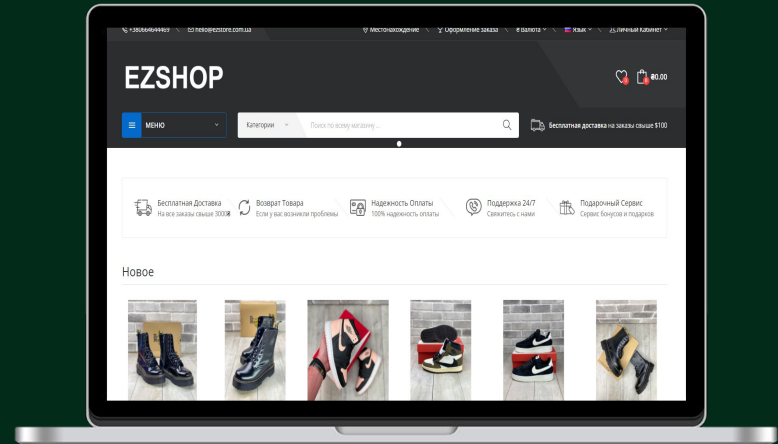 +380664644469 hello@ezstore.com.ua Местонахождение Оформление заказа ₴ Валюта Язык Личный Кабинет
EZSHOP
0 0 ₴0.00
МЕНЮ Категории Поиск по всему магазину ... Бесплатная доставка на заказы свыше $100
Бесплатная Доставка
На все заказы свыше 3000₴
Возврат Товара
Если у вас возникли проблемы
Надежность Оплаты
100% надежность оплаты
Поддержка 24/7
Свяжитесь с нами
Подарочный Сервис
Сервис бонусов и подарков
Новое